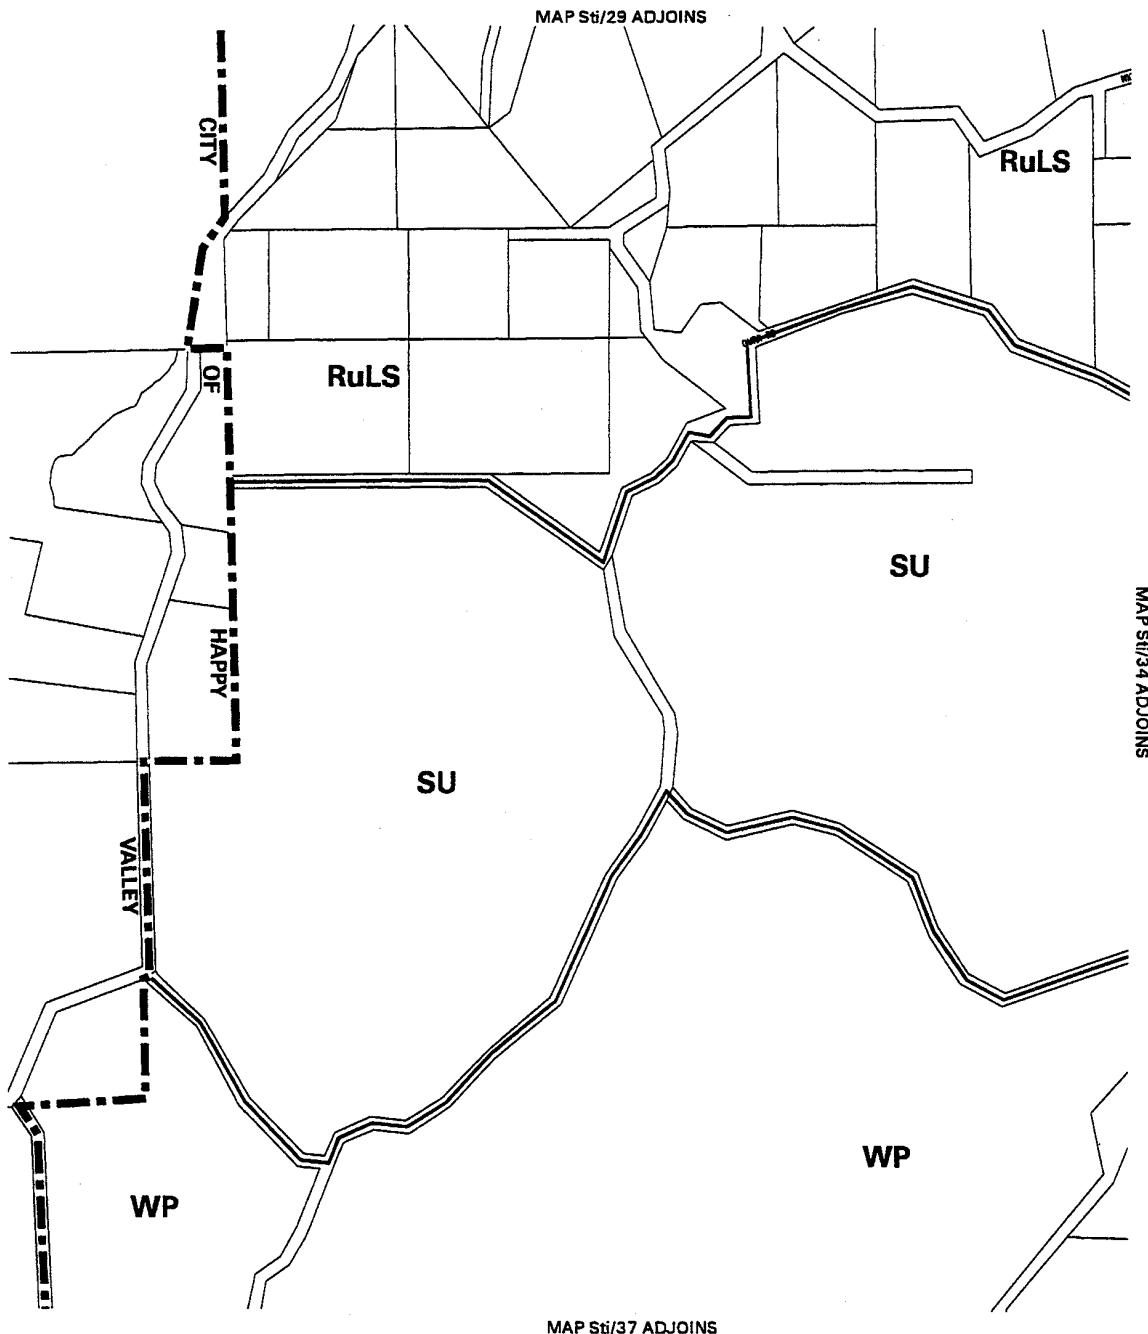 MAP Sti/29 ADJOINS
CITY
RuLS
OF
RuLS
SU
MAP Sti/34 ADJOINS
HAPPY
SU
VALLEY
WP
WP
MAP Sti/37 ADJOINS